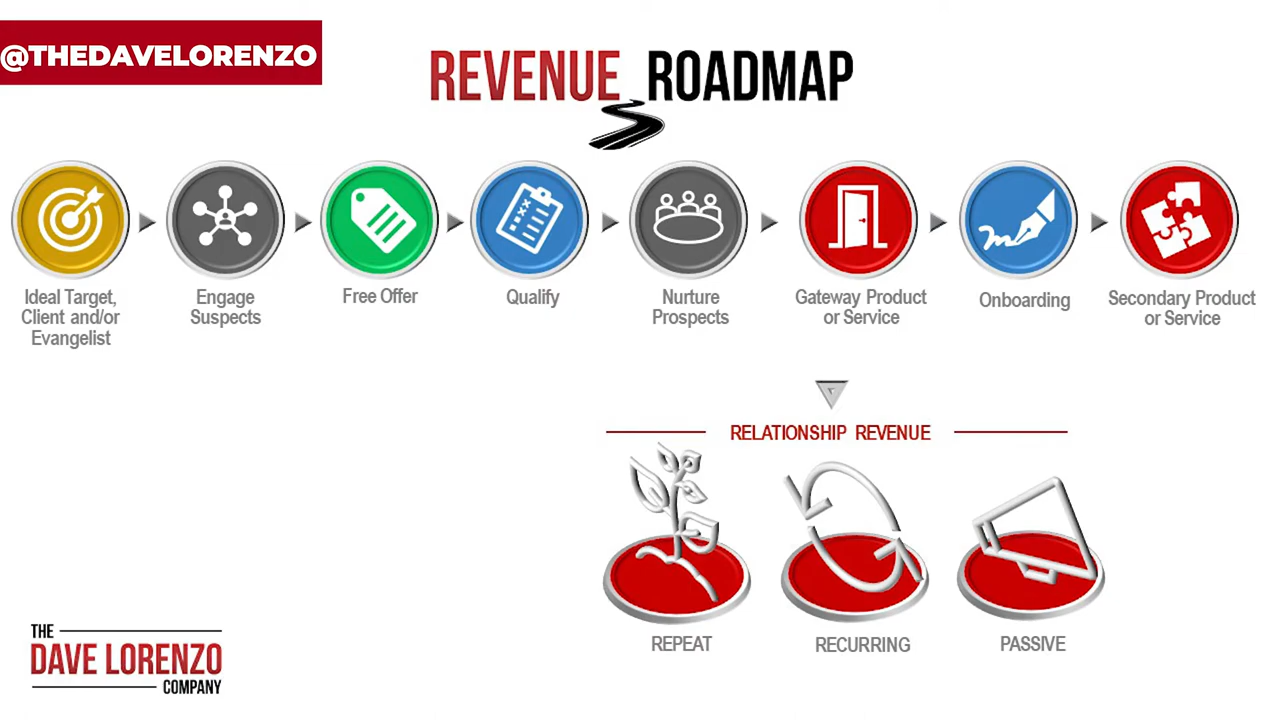 @THEDAVELORENZO
REVENUE ROADMAP
Ideal Target,
Client and/or
Evangelist
Engage
Suspects
Free Offer
Qualify
Nurture
Prospects
Gateway Product
or Service
Onboarding
Secondary Product
or Service
RELATIONSHIP REVENUE
REPEAT
RECURRING
PASSIVE
THE
DAVE LORENZO
COMPANY